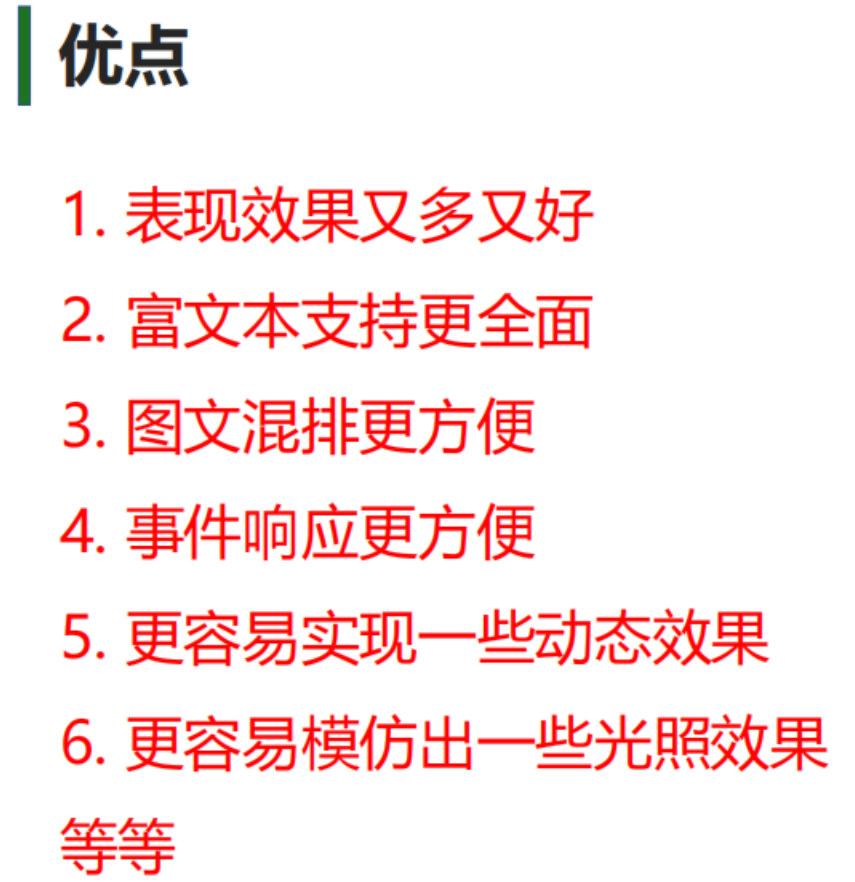 优点
1. 表现效果又多又好
2. 富文本支持更全面
3. 图文混排更方便
4. 事件响应更方便
5. 更容易实现一些动态效果
6. 更容易模仿出一些光照效果
等等